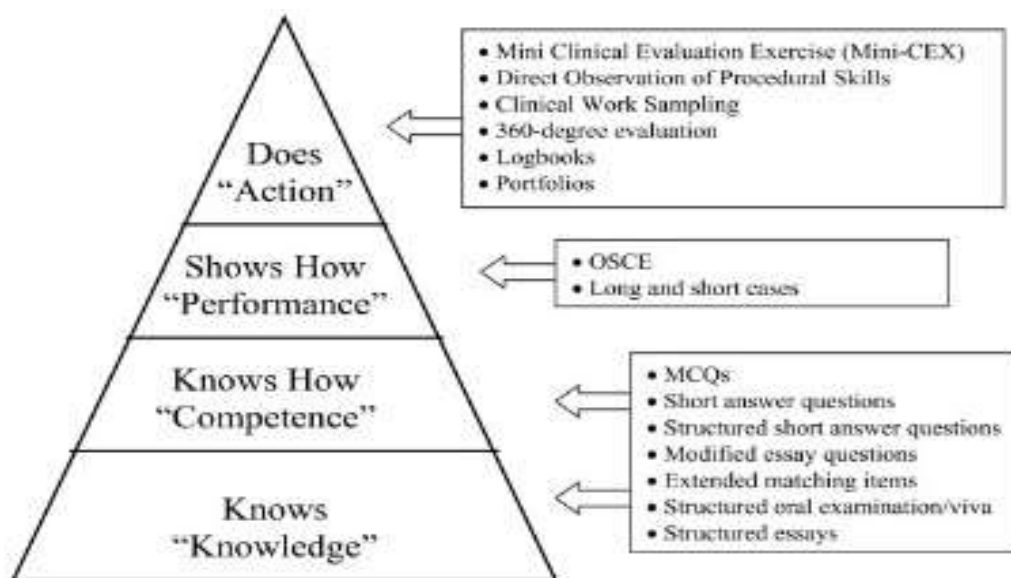 Does
“Action”
Shows How
“Performance”
Knows How
“Competence”
Knows
“Knowledge”
• Mini Clinical Evaluation Exercise (Mini-CEX)
• Direct Observation of Procedural Skills
• Clinical Work Sampling
• 360-degree evaluation
• Logbooks
• Portfolios
• OSCE
• Long and short cases
• MCQs
• Short answer questions
• Structured short answer questions
• Modified essay questions
• Extended matching items
• Structured oral examination/viva
• Structured essays